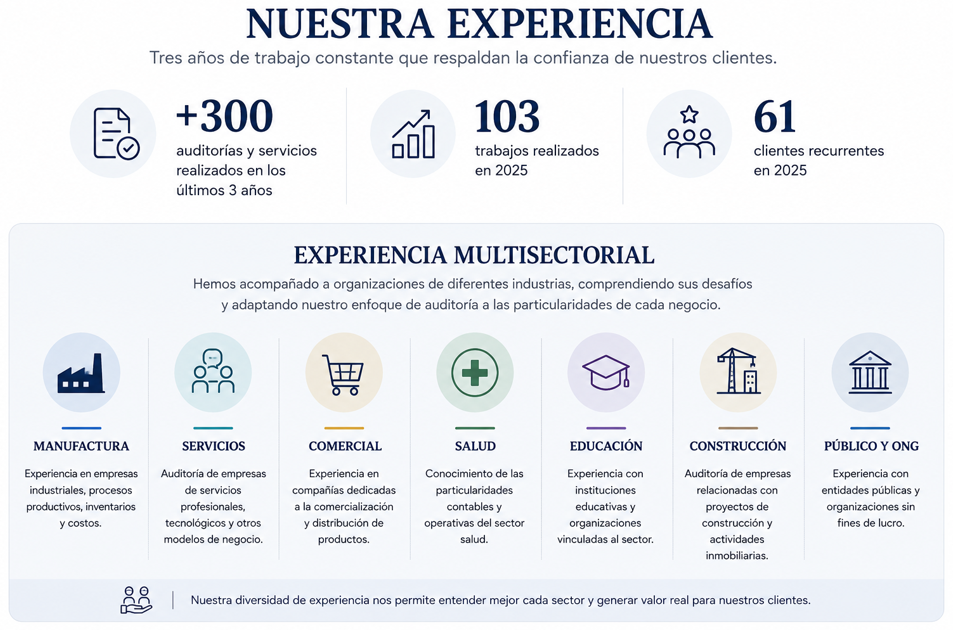 NUESTRA EXPERIENCIA
Tres años de trabajo constante que respaldan la confianza de nuestros clientes.
+300
auditorías y servicios
realizados en los
últimos 3 años
103
trabajos realizados
en 2025
61
clientes recurrentes
en 2025
EXPERIENCIA MULTISECTORIAL
Hemos acompañado a organizaciones de diferentes industrias, comprendiendo sus desafíos
y adaptando nuestro enfoque de auditoría a las particularidades de cada negocio.
MANUFACTURA
Experiencia en empresas
industriales, procesos
productivos, inventarios
y costos.
SERVICIOS
Auditoría de empresas
de servicios
profesionales,
tecnológicos y otros
modelos de negocio.
COMERCIAL
Experiencia en
compañías dedicadas
a la comercialización
y distribución de
productos.
SALUD
Conocimiento de las
particularidades
contables y
operativas del sector
salud.
EDUCACIÓN
Experiencia con
instituciones
educativas y
organizaciones
vinculadas al sector.
CONSTRUCCIÓN
Auditoría de empresas
relacionadas con
proyectos de
construcción y
actividades
inmobiliarias.
PÚBLICO Y ONG
Experiencia con
entidades públicas y
organizaciones sin
fines de lucro.
Nuestra diversidad de experiencia nos permite entender mejor cada sector y generar valor real para nuestros clientes.